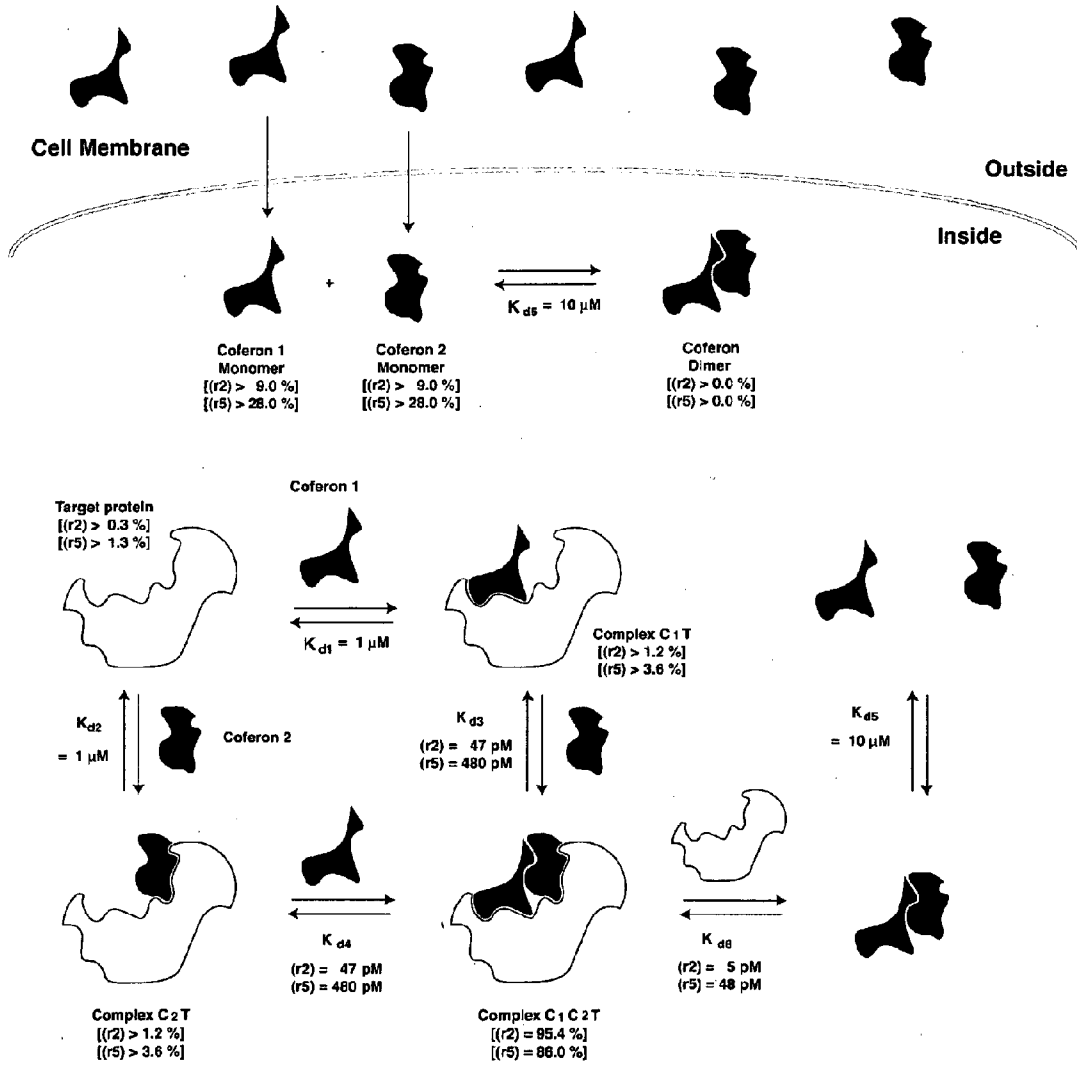 Cell Membrane
Outside
Inside
+
K d5 = 10 µM
Coferon 1
Monomer
[(r2) > 9.0 %]
[(r5) > 28.0 %]
Coferon 2
Monomer
[(r2) > 9.0 %]
[(r5) > 28.0 %]
Coferon
Dimer
[(r2) > 0.0 %]
[(r5) > 0.0 %]
Target protein
[(r2) > 0.3 %]
[(r5) > 1.3 %]
Coferon 1
K d1 = 1 µM
Complex C1T
[(r2) > 1.2 %]
[(r5) > 3.6 %]
K d2
= 1 µM
Coferon 2
K d3
(r2) = 47 pM
(r5) = 480 pM
K d5
= 10 µM
K d4
(r2) = 47 pM
(r5) = 480 pM
K d6
(r2) = 5 pM
(r5) = 48 pM
Complex C2T
[(r2) > 1.2 %]
[(r5) > 3.6 %]
Complex C1C2T
[(r2) = 95.4 %]
[(r5) = 86.0 %]